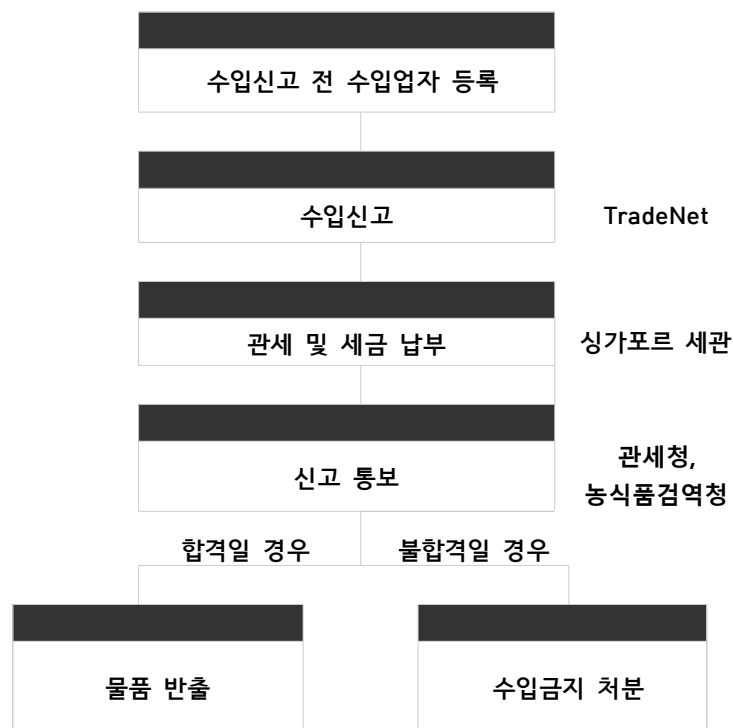 수입신고 전 수입업자 등록
수입신고
TradeNet
관세 및 세금 납부
싱가포르 세관
신고 통보
관세청,
농식품검역청
합격일 경우
불합격일 경우
물품 반출
수입금지 처분